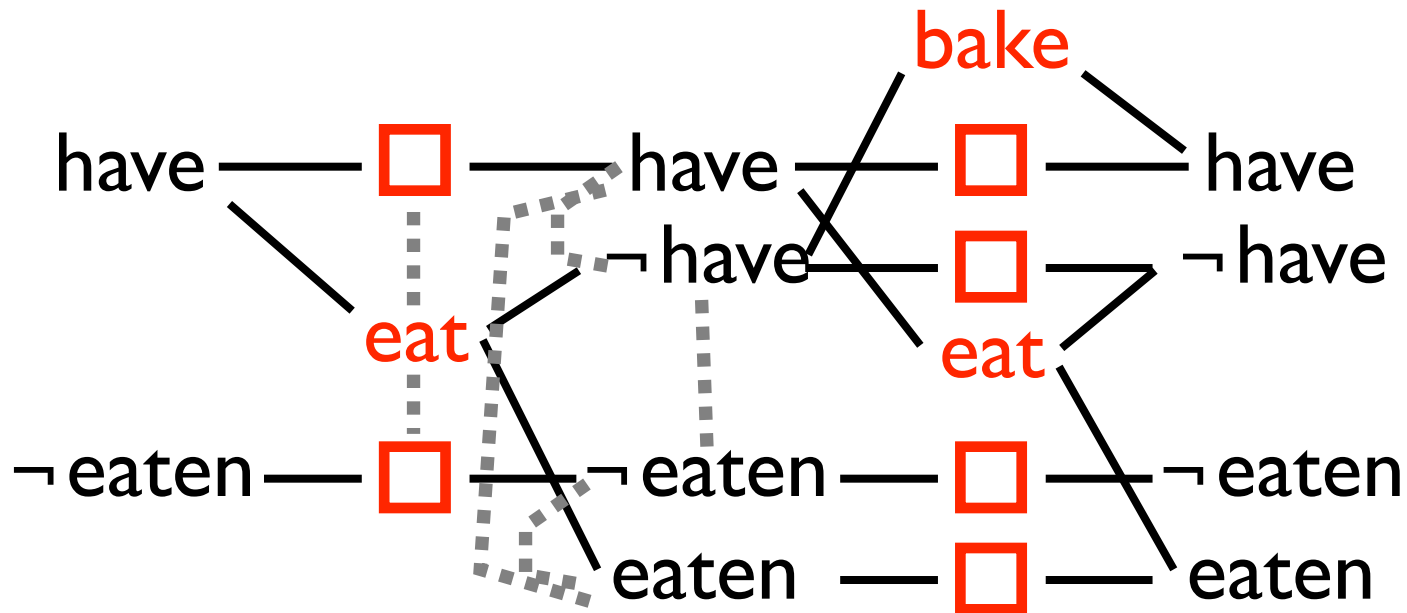 bake
have have have
¬ have ¬ have
eat eat
¬ eaten ¬ eaten ¬ eaten
eaten eaten